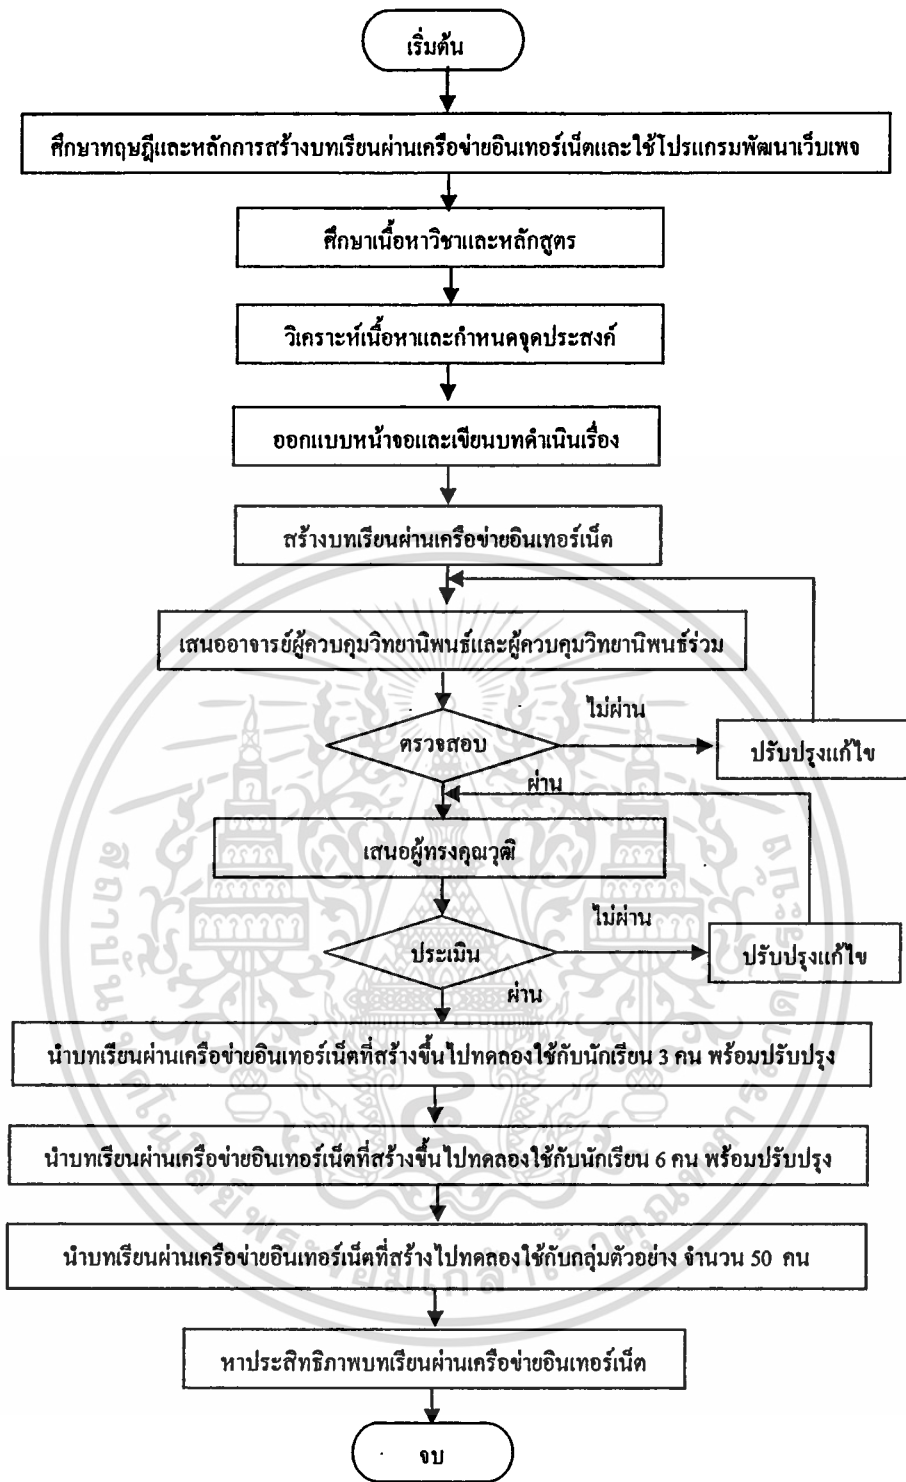 เริ่มต้น
ศึกษาทฤษฎีและหลักการสร้างบทเรียนผ่านเครือข่ายอินเทอร์เน็ตและใช้โปรแกรมพัฒนาเว็บเพจ
ศึกษาเนื้อหาวิชาและหลักสูตร
วิเคราะห์เนื้อหาและกำหนดจุดประสงค์
ออกแบบหน้าจอและเขียนบทดำเนินเรื่อง
สร้างบทเรียนผ่านเครือข่ายอินเทอร์เน็ต
เสนออาจารย์ผู้ควบคุมวิทยานิพนธ์และผู้ควบคุมวิทยานิพนธ์ร่วม
ไม่ผ่าน
ตรวจสอบ
ปรับปรุงแก้ไข
ผ่าน
เสนอผู้ทรงคุณวุฒิ
ไม่ผ่าน
ประเมิน
ปรับปรุงแก้ไข
ผ่าน
นำบทเรียนผ่านเครือข่ายอินเทอร์เน็ตที่สร้างขึ้นไปทดลองใช้กับนักเรียน 3 คน พร้อมปรับปรุง
นำบทเรียนผ่านเครือข่ายอินเทอร์เน็ตที่สร้างขึ้นไปทดลองใช้กับนักเรียน 6 คน พร้อมปรับปรุง
นำบทเรียนผ่านเครือข่ายอินเทอร์เน็ตที่สร้างไปทดลองใช้กับกลุ่มตัวอย่าง จำนวน 50 คน
หาประสิทธิภาพบทเรียนผ่านเครือข่ายอินเทอร์เน็ต
จบ